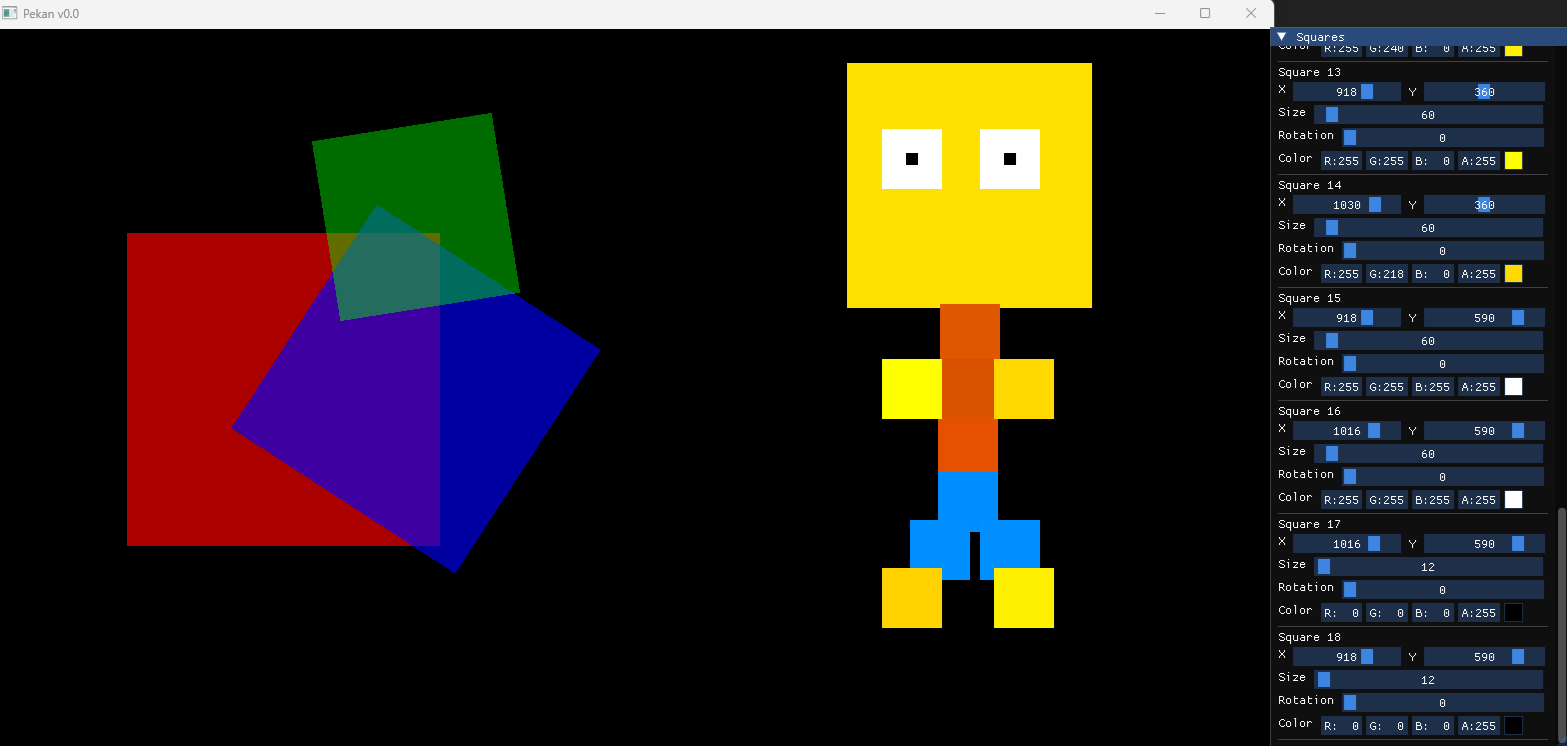 Pekan v0.0
Squares
Color R:255 G:240 B: 0 A:255
Square 13
X 918 Y 360
Size 60
Rotation 0
Color R:255 G:255 B: 0 A:255
Square 14
X 1030 Y 360
Size 60
Rotation 0
Color R:255 G:218 B: 0 A:255
Square 15
X 918 Y 590
Size 60
Rotation 0
Color R:255 G:255 B:255 A:255
Square 16
X 1016 Y 590
Size 60
Rotation 0
Color R:255 G:255 B:255 A:255
Square 17
X 1016 Y 590
Size 12
Rotation 0
Color R: 0 G: 0 B: 0 A:255
Square 18
X 918 Y 590
Size 12
Rotation 0
Color R: 0 G: 0 B: 0 A:255